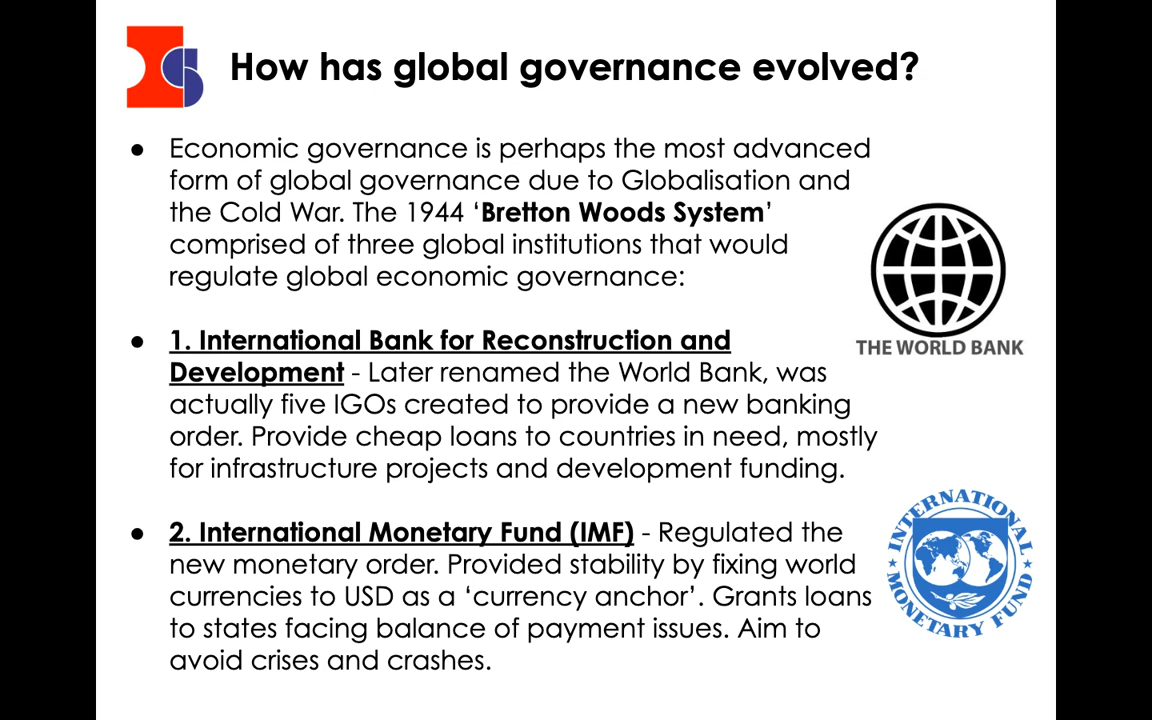 How has global governance evolved?
● Economic governance is perhaps the most advanced
form of global governance due to Globalisation and
the Cold War. The 1944 ‘Bretton Woods System’
comprised of three global institutions that would
regulate global economic governance:
● 1. International Bank for Reconstruction and
Development - Later renamed the World Bank, was
actually five IGOs created to provide a new banking
order. Provide cheap loans to countries in need, mostly
for infrastructure projects and development funding.
THE WORLD BANK
● 2. International Monetary Fund (IMF) - Regulated the
new monetary order. Provided stability by fixing world
currencies to USD as a ‘currency anchor’. Grants loans
to states facing balance of payment issues. Aim to
avoid crises and crashes.
INTERNATIONAL
MONETARY FUND